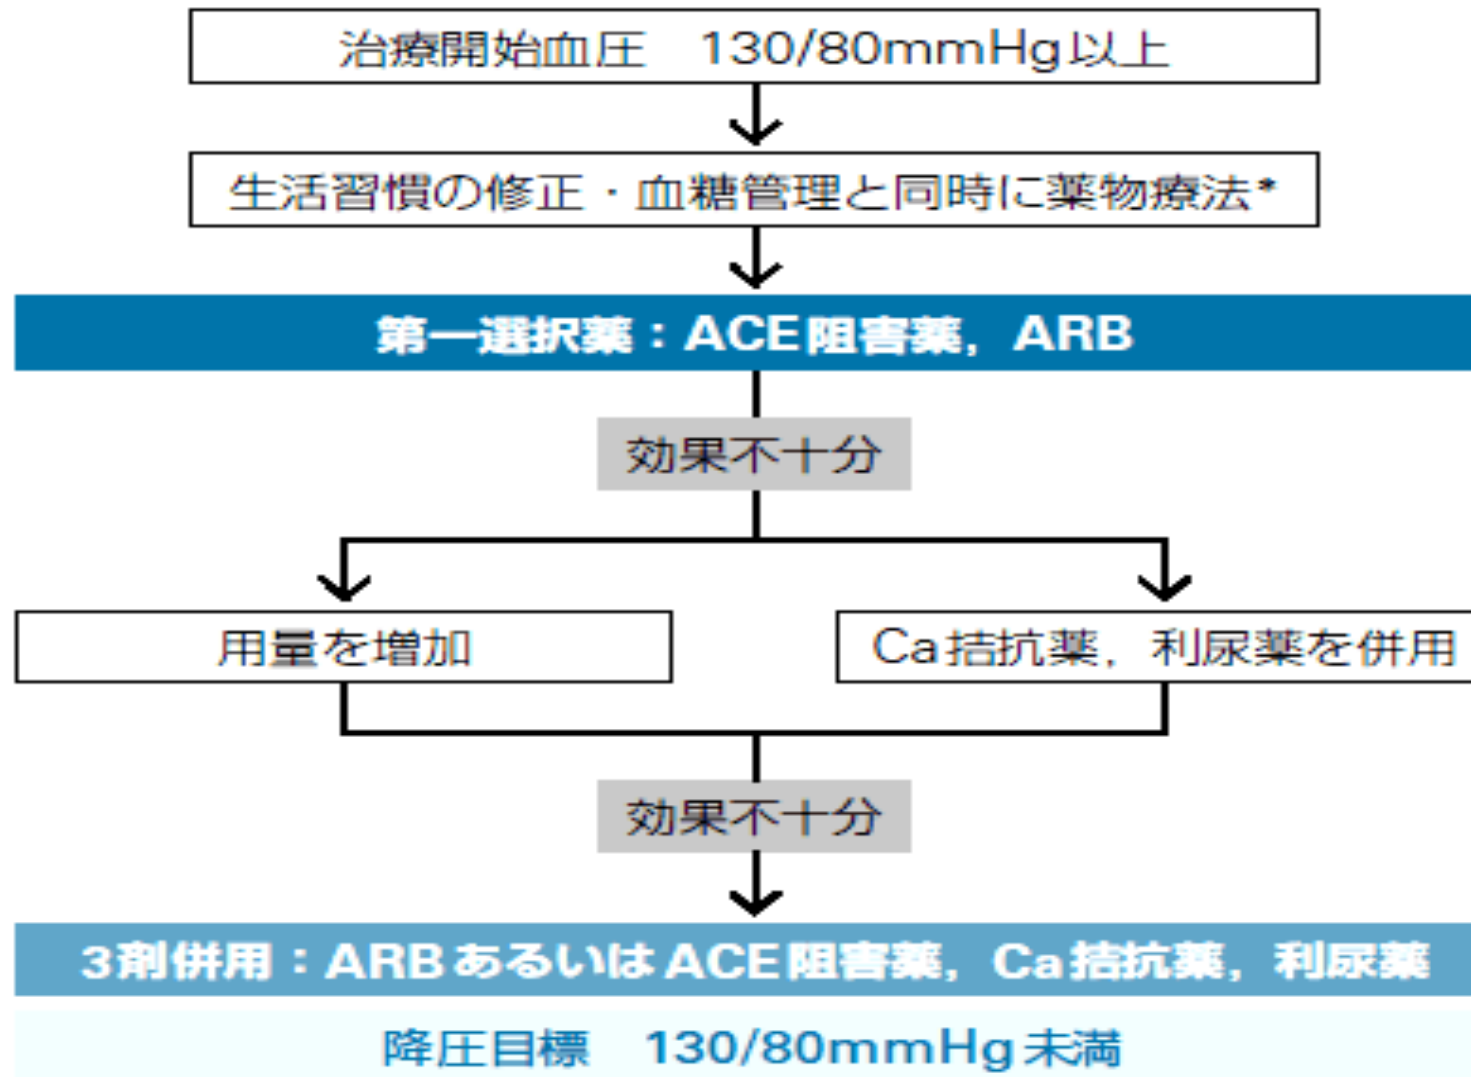 治療開始血圧　130/80mmHg以上
生活習慣の修正・血糖管理と同時に薬物療法*
第一選択薬：ACE阻害薬，ARB
効果不十分
用量を増加
Ca拮抗薬，利尿薬を併用
効果不十分
3剤併用：ARBあるいはACE阻害薬，Ca拮抗薬，利尿薬
降圧目標　130/80mmHg未満